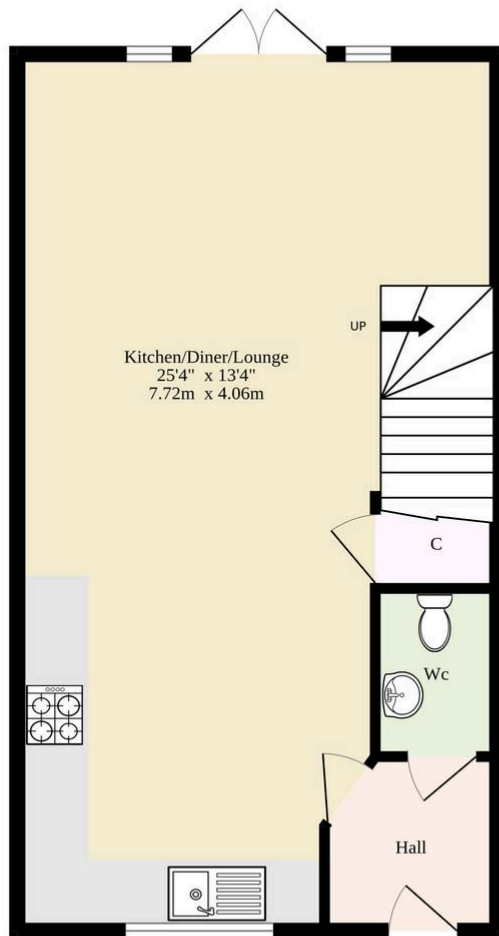 UP
Kitchen/Diner/Lounge
25'4" x 13'4"
7.72m x 4.06m
C
Wc
Hall